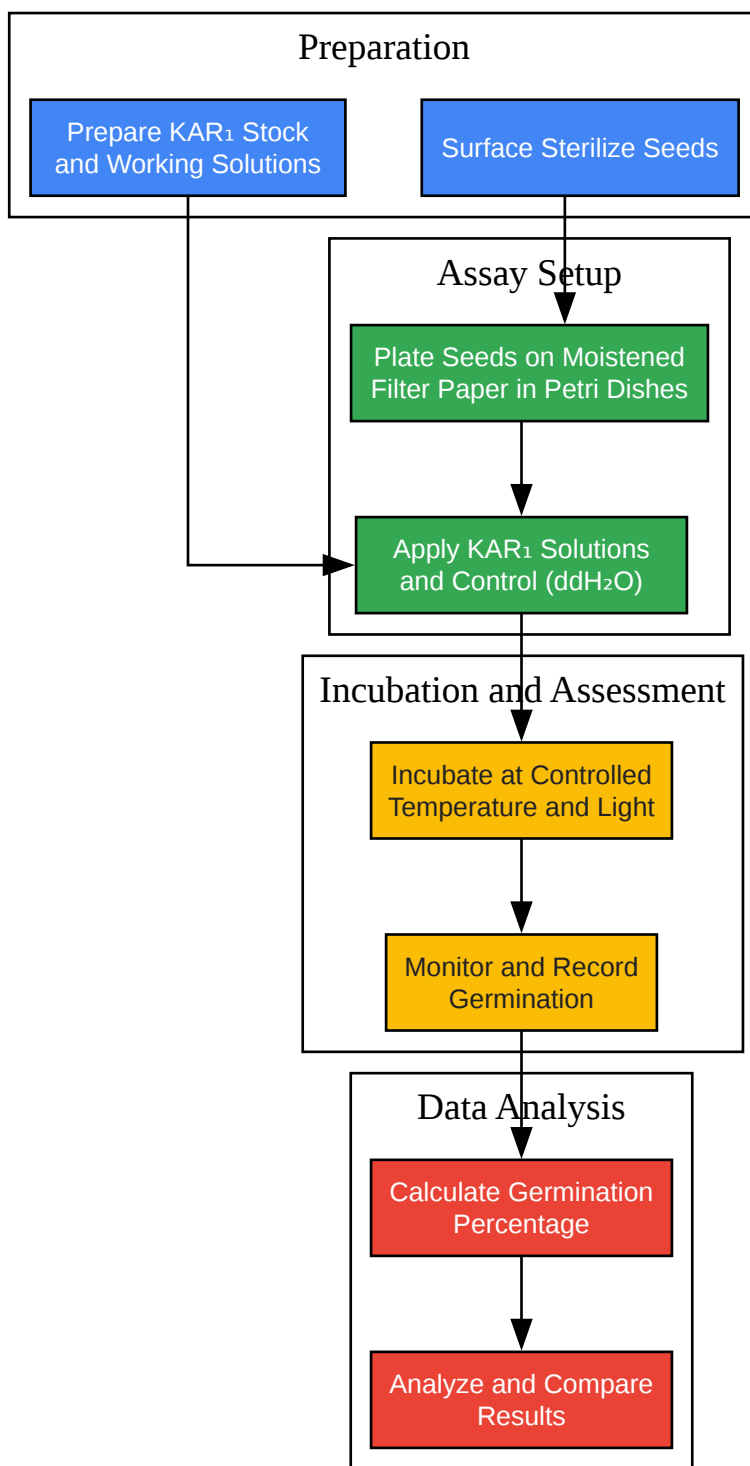 Preparation
Prepare KAR₁ Stock
and Working Solutions
Surface Sterilize Seeds
Assay Setup
Plate Seeds on Moistened
Filter Paper in Petri Dishes
Apply KAR₁ Solutions
and Control (ddH₂O)
Incubation and Assessment
Incubate at Controlled
Temperature and Light
Monitor and Record
Germination
Data Analysis
Calculate Germination
Percentage
Analyze and Compare
Results